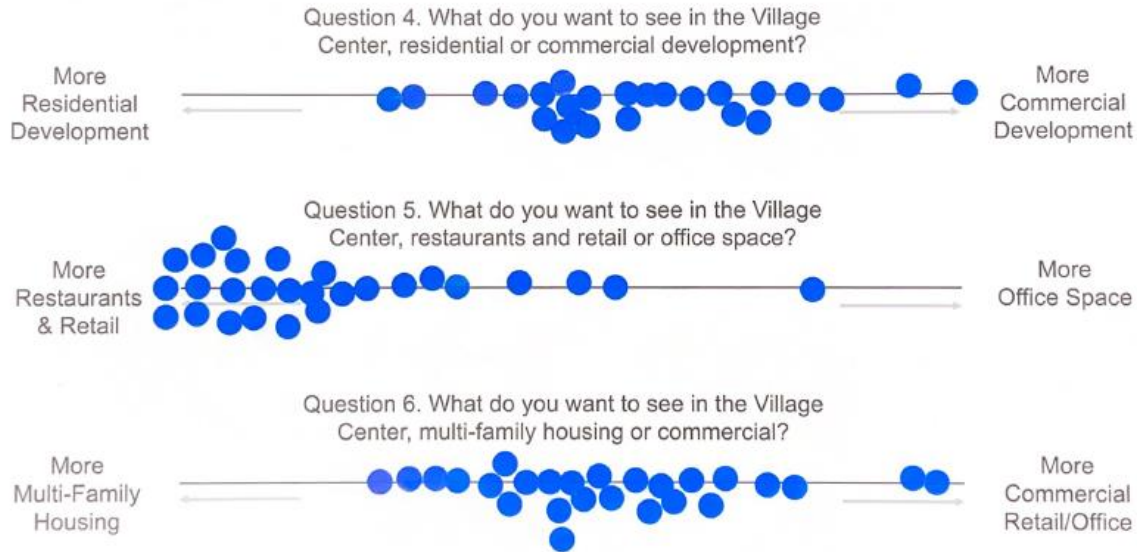 Question 4. What do you want to see in the Village
Center, residential or commercial development?
More
Residential
Development
More
Commercial
Development
Question 5. What do you want to see in the Village
Center, restaurants and retail or office space?
More
Restaurants
& Retail
More
Office Space
Question 6. What do you want to see in the Village
Center, multi-family housing or commercial?
More
Multi-Family
Housing
More
Commercial
Retail/Office